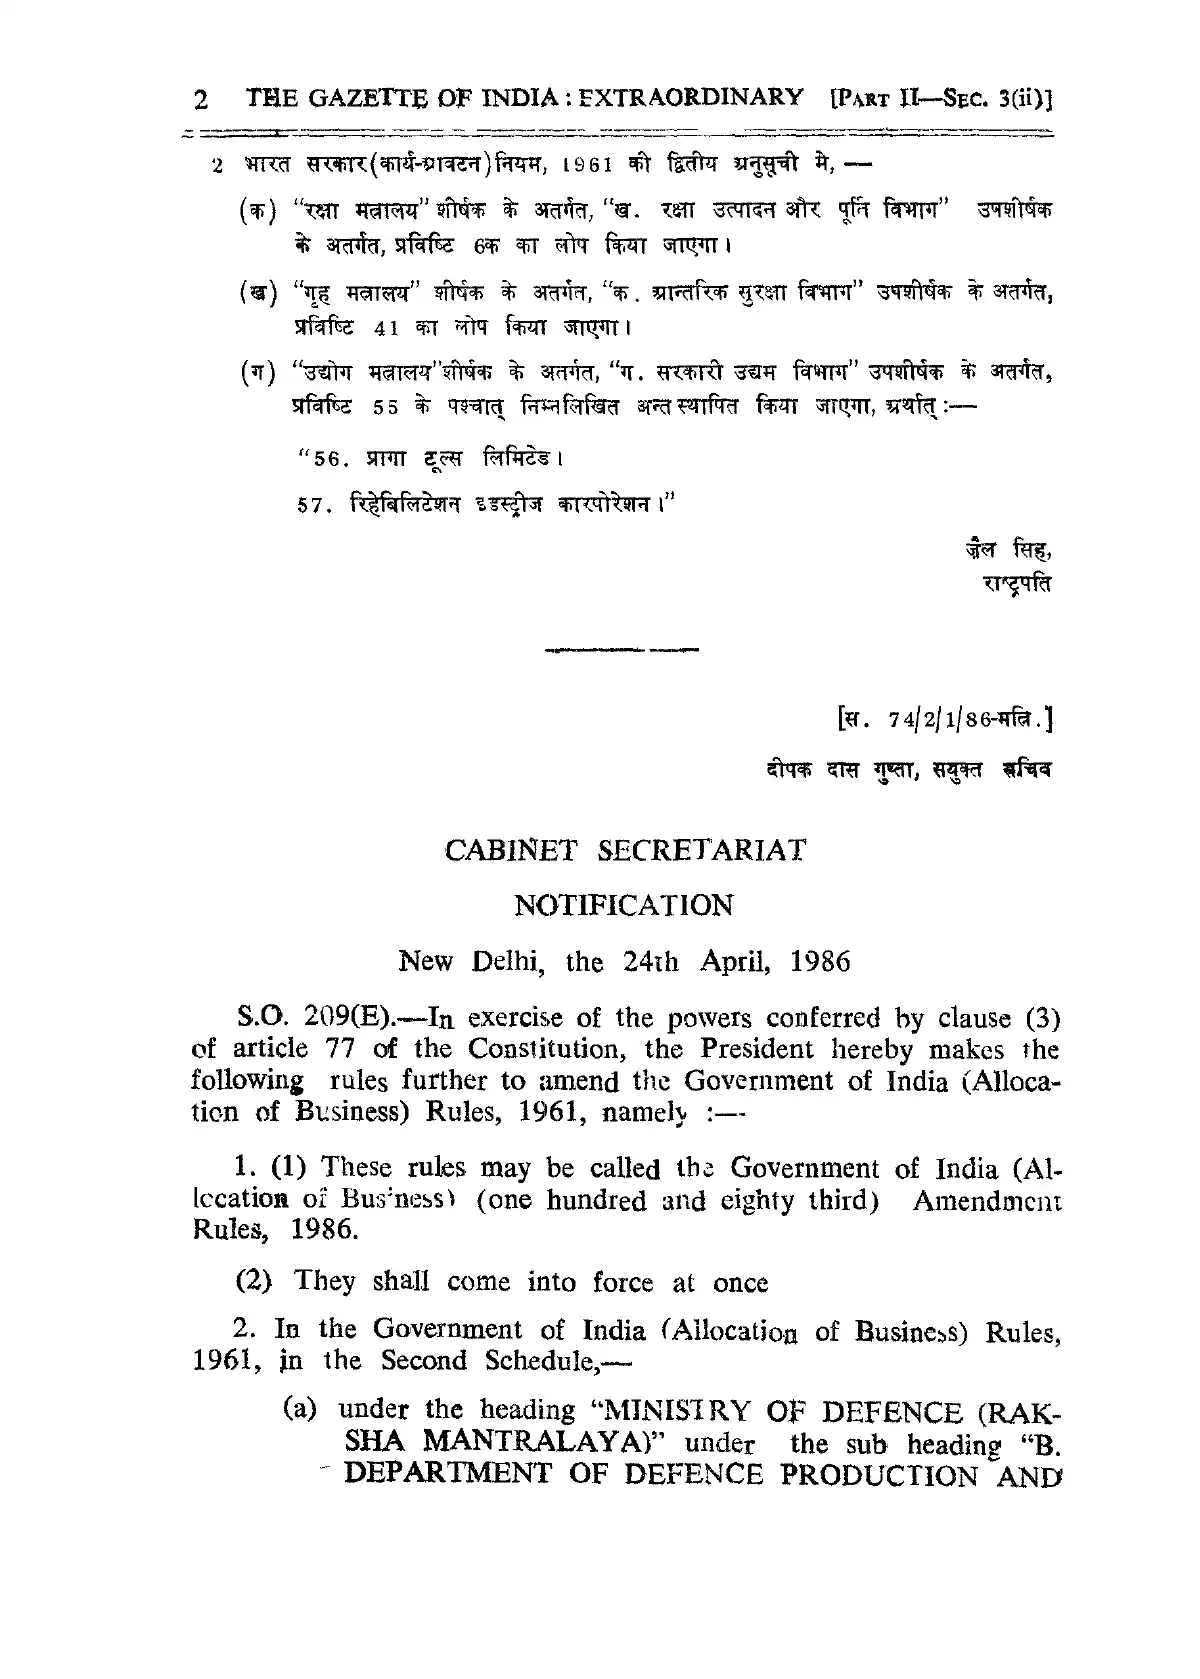 2 THE GAZETTE OF INDIA : EXTRAORDINARY [PART II—SEC. 3(ii)]
2 भारत सरकार (कार्य-आवंटन) नियम, 1961 की द्वितीय अनुसूची मे, —
(क) “रक्षा मंत्रालय” शीर्षक के अतर्गत, “ख. रक्षा उत्पादन और पूर्ति विभाग” उपशीर्षक
के अतर्गत, प्रविष्टि 6क का लोप किया जाएगा।
(ख) “गृह मंत्रालय” शीर्षक के अतर्गत, “क. आन्तरिक सुरक्षा विभाग” उपशीर्षक के अतर्गत,
प्रविष्टि 41 का लोप किया जाएगा।
(ग) “उद्योग मंत्रालय” शीर्षक के अतर्गत, “ग. सरकारी उद्यम विभाग” उपशीर्षक के अतर्गत,
प्रविष्टि 55 के पश्चात् निम्नलिखित अन्त स्थापित किया जाएगा, अर्थात् :—
“56. प्रागा टूल्स लिमिटेड।
57. रिहेबिलिटेशन इडस्ट्रीज कारपोरेशन।”
ज़ैल सिह,
राष्ट्रपति
[स. 74/2/1/86-मंत्रि.]
दीपक दास गुप्ता, सयुक्त सचिव
CABINET SECRETARIAT
NOTIFICATION
New Delhi, the 24th April, 1986
S.O. 209(E).—In exercise of the powers conferred by clause (3)
of article 77 of the Constitution, the President hereby makes the
following rules further to amend the Government of India (Alloca-
tion of Business) Rules, 1961, namely :—
1. (1) These rules may be called the Government of India (Al-
location of Business) (one hundred and eighty third) Amendment
Rules, 1986.
(2) They shall come into force at once
2. In the Government of India (Allocation of Business) Rules,
1961, in the Second Schedule,—
(a) under the heading “MINISTRY OF DEFENCE (RAK-
SHA MANTRALAYA)” under the sub heading “B.
DEPARTMENT OF DEFENCE PRODUCTION AND